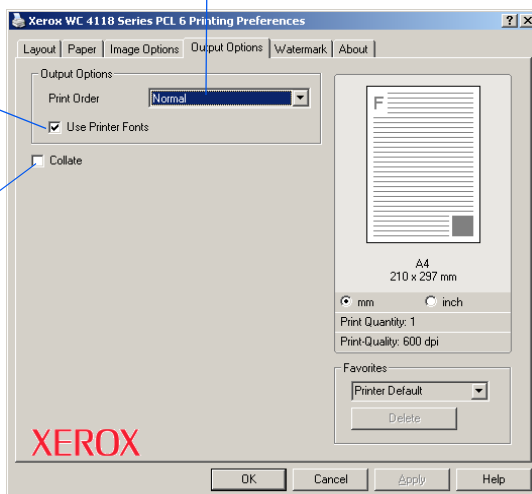 Xerox WC 4118 Series PCL 6 Printing Preferences
Layout Paper Image Options Output Options Watermark About
Output Options
Print Order Normal
Use Printer Fonts
Collate
F
A4
210 x 297 mm
mm inch
Print Quantity: 1
Print-Quality: 600 dpi
Favorites
Printer Default
Delete
XEROX
OK Cancel Apply Help